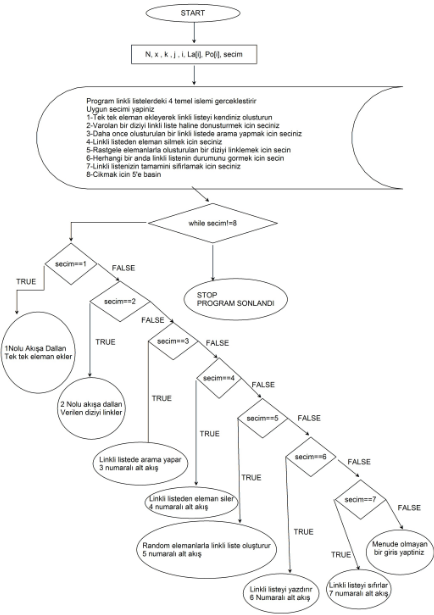 START
N, x , k , j , i, La[i], Po[i], secim
Program linkli listelerdeki 4 temel islemi gerceklestirir
Uygun secimi yapiniz
1-Tek tek eleman ekleyerek linkli listeyi kendiniz olusturun
2-Varolan bir diziyi linkli liste haline donusturmek icin seciniz
3-Daha once olusturulan bir linkli listede arama yapmak icin seciniz
4-Linkli listeden eleman silmek icin seciniz
5-Rastgele elemanlarla olusturulan bir diziyi linklemek icin secin
6-Herhangi bir anda linkli listenin durumunu gormek icin secin
7-Linkli listenizin tamamini sifirlamak icin seciniz
8-Cikmak icin 5'e basin
while secim!=8
secim==1
TRUE
FALSE
STOP
PROGRAM SONLANDI
secim==2
1Nolu Akışa Dallan
Tek tek eleman ekler
TRUE
FALSE
secim==3
2 Nolu akışa dallan
Verilen diziyi linkler
TRUE
FALSE
secim==4
Linkli listede arama yapar
3 numaralı alt akış
TRUE
FALSE
secim==5
Linkli listeden eleman siler
4 numaralı alt akış
TRUE
FALSE
secim==6
Random elemanlarla linkli liste oluşturur
5 numaralı alt akış
TRUE
FALSE
secim==7
Linkli listeyi yazdırır
6 Numaralı alt akış
TRUE
FALSE
Linkli listeyi sıfırlar
7 numaralı alt akış
Menude olmayan
bir giris yaptiniz